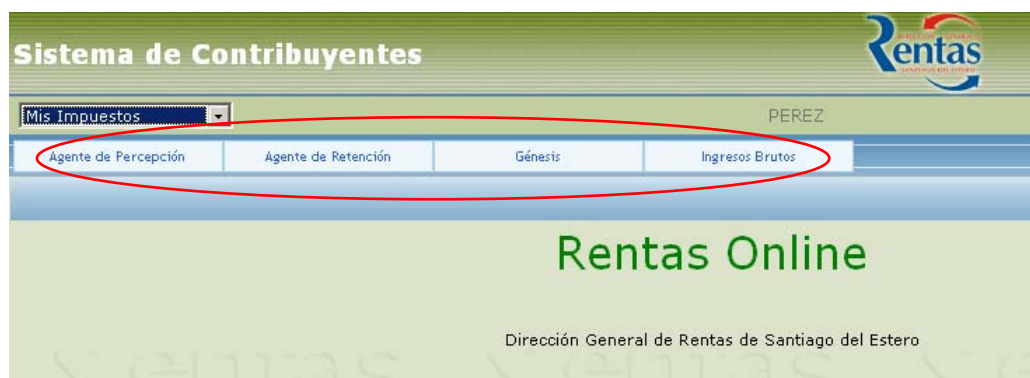 Sistema de Contribuyentes
Rentas
Mis Impuestos
PEREZ
Agente de Percepción
Agente de Retención
Génesis
Ingresos Brutos
Rentas Online
Dirección General de Rentas de Santiago del Estero